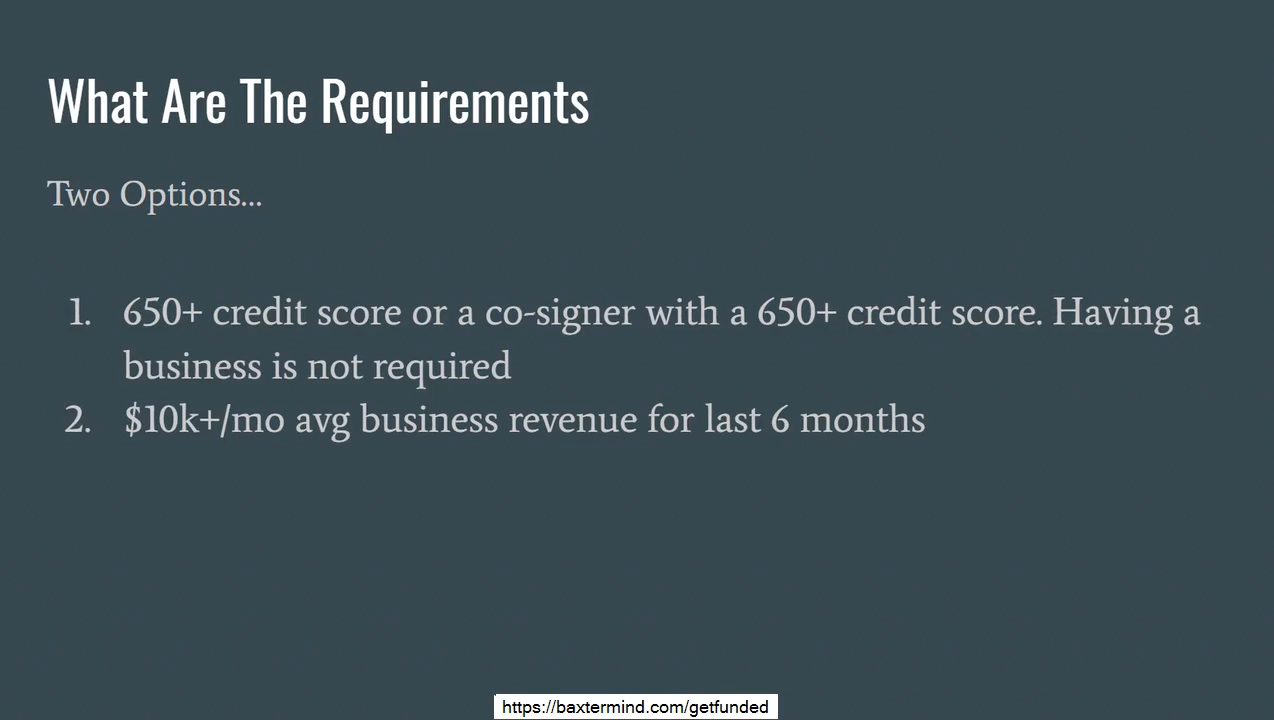 What Are The Requirements
Two Options...
1. 650+ credit score or a co-signer with a 650+ credit score. Having a
business is not required
2. $10k+/mo avg business revenue for last 6 months
https://baxtermind.com/getfunded